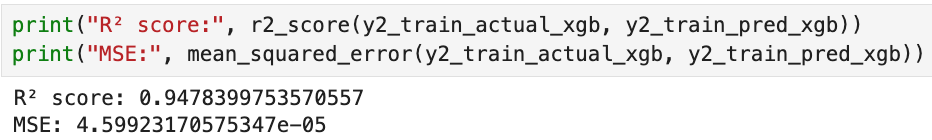 print("R² score:", r2_score(y2_train_actual_xgb, y2_train_pred_xgb))
print("MSE:", mean_squared_error(y2_train_actual_xgb, y2_train_pred_xgb))
R² score: 0.9478399753570557
MSE: 4.59923170575347e-05